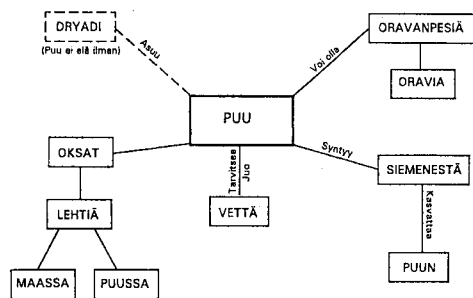 DRYADI
(Puu ei elä ilman)
Asuu
Voi olla
ORAVANPESIÄ
ORAVIA
PUU
OKSAT
Tarvitsee
Juo
Syntyy
SIEMENESTÄ
LEHTIÄ
VETTÄ
Kasvattaa
MAASSA
PUUSSA
PUUN